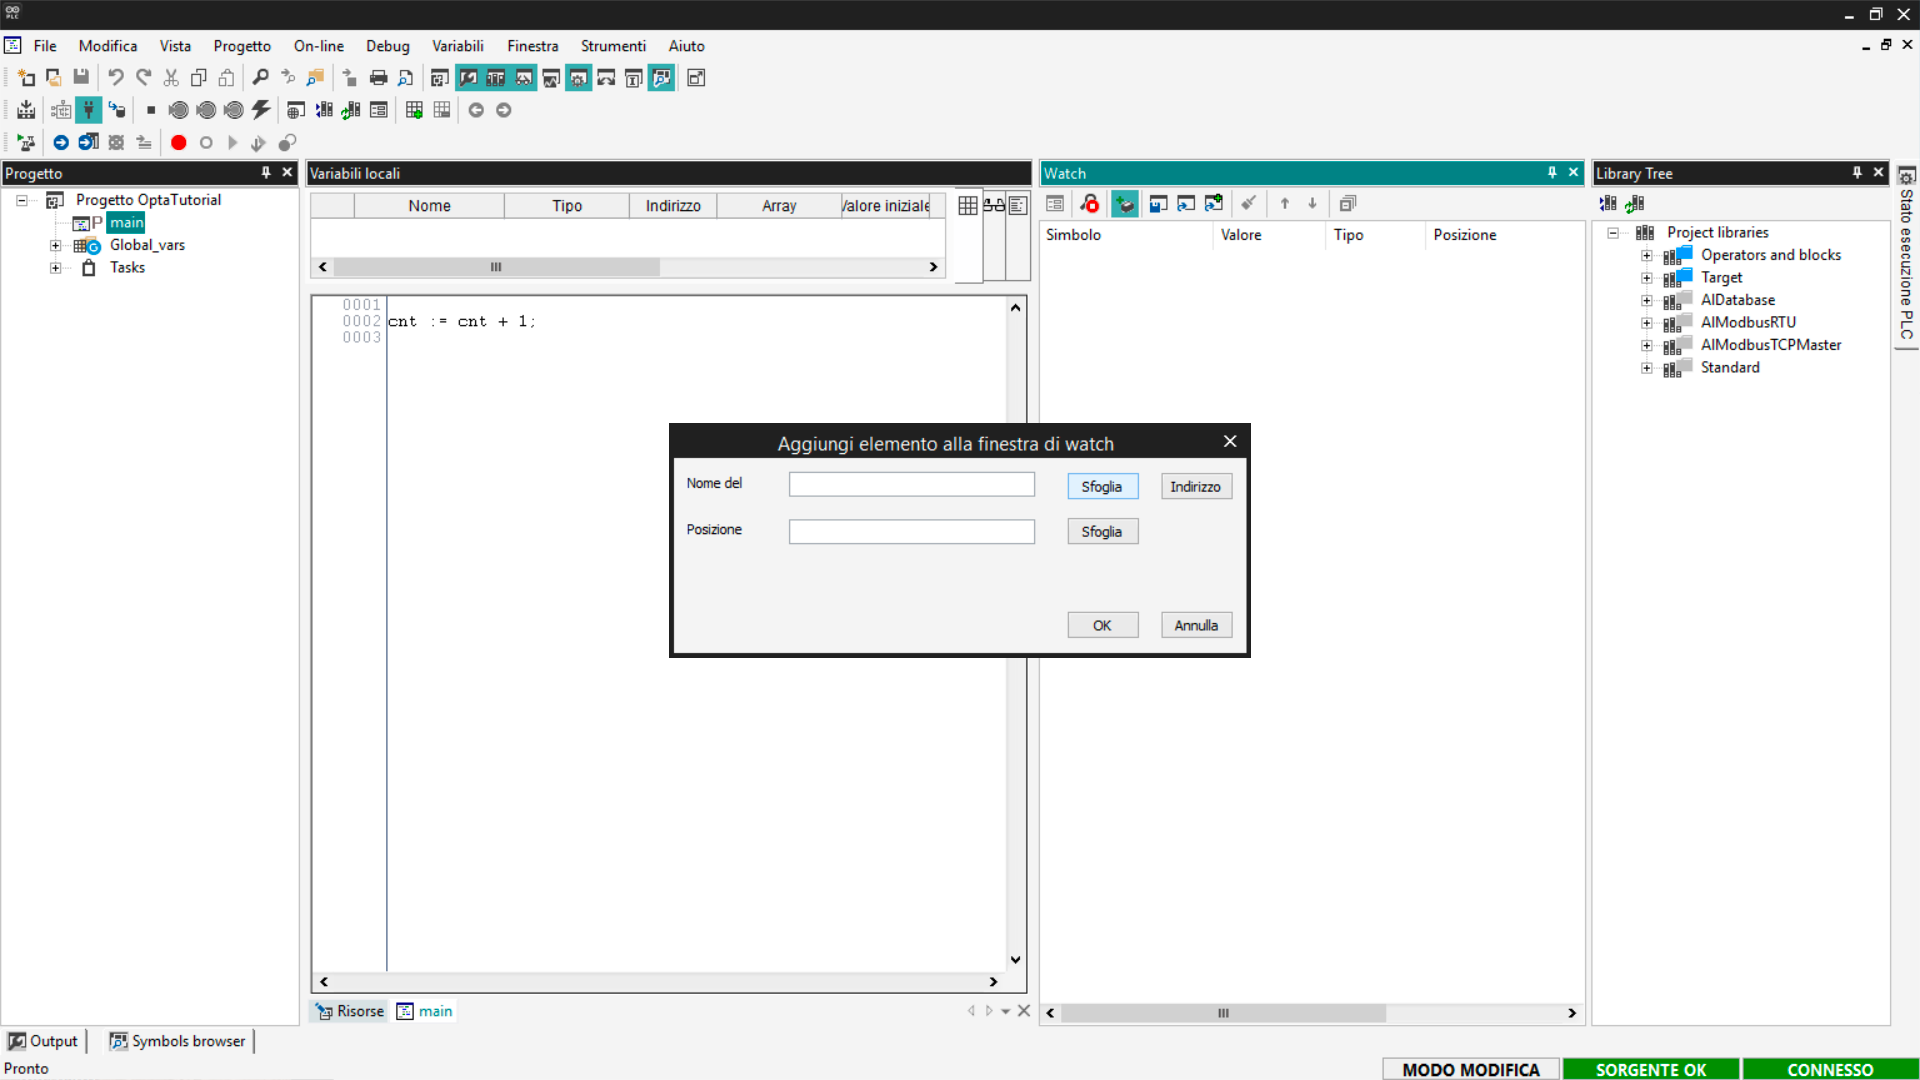 PLC
File Modifica Vista Progetto On-line Debug Variabili Finestra Strumenti Aiuto
Progetto
Progetto OptaTutorial
P main
Global_vars
Tasks
Variabili locali
Nome Tipo Indirizzo Array Valore iniziale
0001
0002 cnt := cnt + 1;
0003
Risorse main
Watch
Simbolo Valore Tipo Posizione
Library Tree
Project libraries
Operators and blocks
Target
AlDatabase
AlModbusRTU
AlModbusTCPMaster
Standard
Stato esecuzione PLC
Aggiungi elemento alla finestra di watch
Nome del Sfoglia Indirizzo
Posizione Sfoglia
OK Annulla
Output Symbols browser
Pronto MODO MODIFICA SORGENTE OK CONNESSO